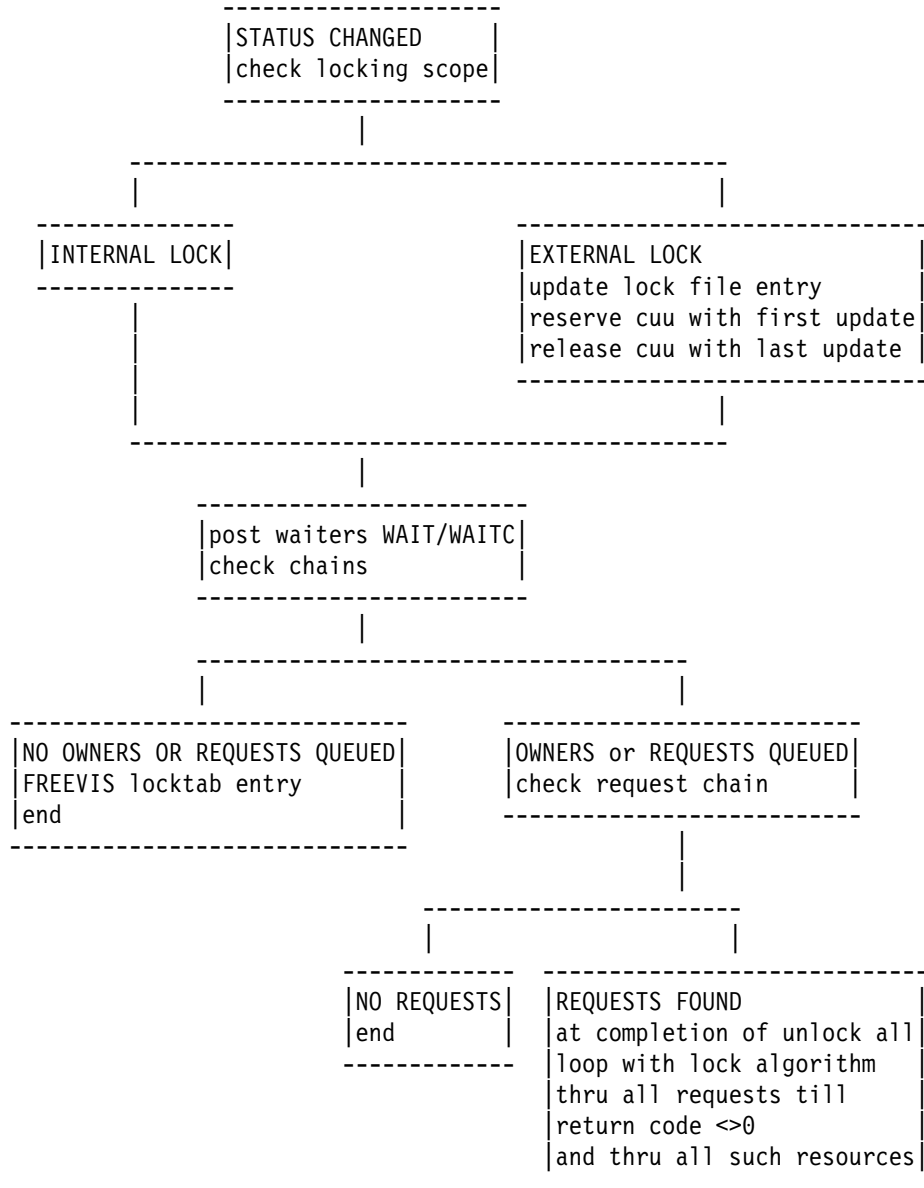 STATUS CHANGED
check locking scope
INTERNAL LOCK
EXTERNAL LOCK
update lock file entry
reserve cuu with first update
release cuu with last update
post waiters WAIT/WAITC
check chains
NO OWNERS OR REQUESTS QUEUED
FREEVIS locktab entry
end
OWNERS or REQUESTS QUEUED
check request chain
NO REQUESTS
end
REQUESTS FOUND
at completion of unlock all
loop with lock algorithm
thru all requests till
return code <>0
and thru all such resources